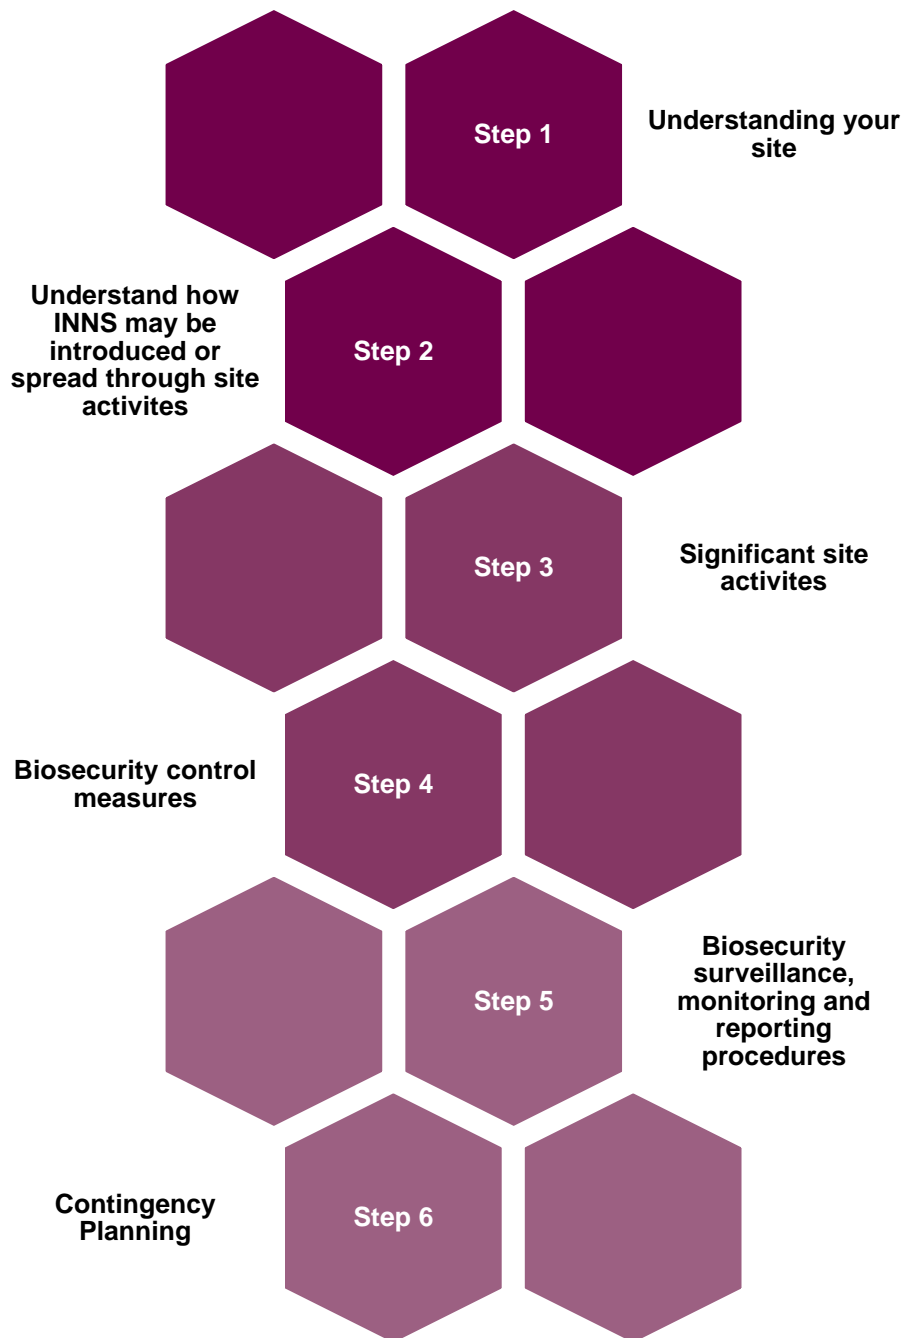 Step 1
Understanding your
site
Understand how
INNS may be
introduced or
spread through site
activites
Step 2
Step 3
Significant site
activites
Biosecurity control
measures
Step 4
Step 5
Biosecurity
surveillance,
monitoring and
reporting
procedures
Contingency
Planning
Step 6